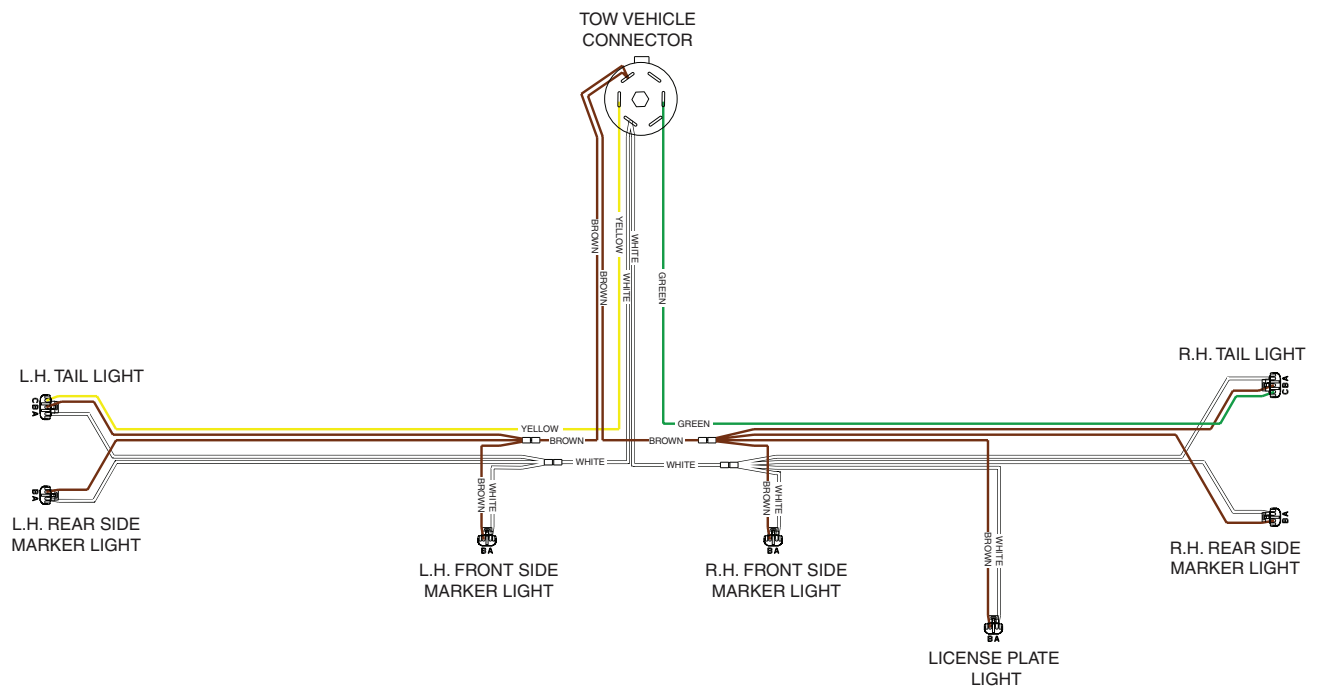 TOW VEHICLE
CONNECTOR
BROWN
YELLOW
WHITE
BROWN
WHITE
GREEN
L.H. TAIL LIGHT
R.H. TAIL LIGHT
C B A
C B A
YELLOW
GREEN
BROWN
BROWN
WHITE
WHITE
B A
BROWN
WHITE
BROWN
WHITE
B A
L.H. REAR SIDE
MARKER LIGHT
B A
B A
BROWN
WHITE
R.H. REAR SIDE
MARKER LIGHT
L.H. FRONT SIDE
MARKER LIGHT
R.H. FRONT SIDE
MARKER LIGHT
B A
LICENSE PLATE
LIGHT